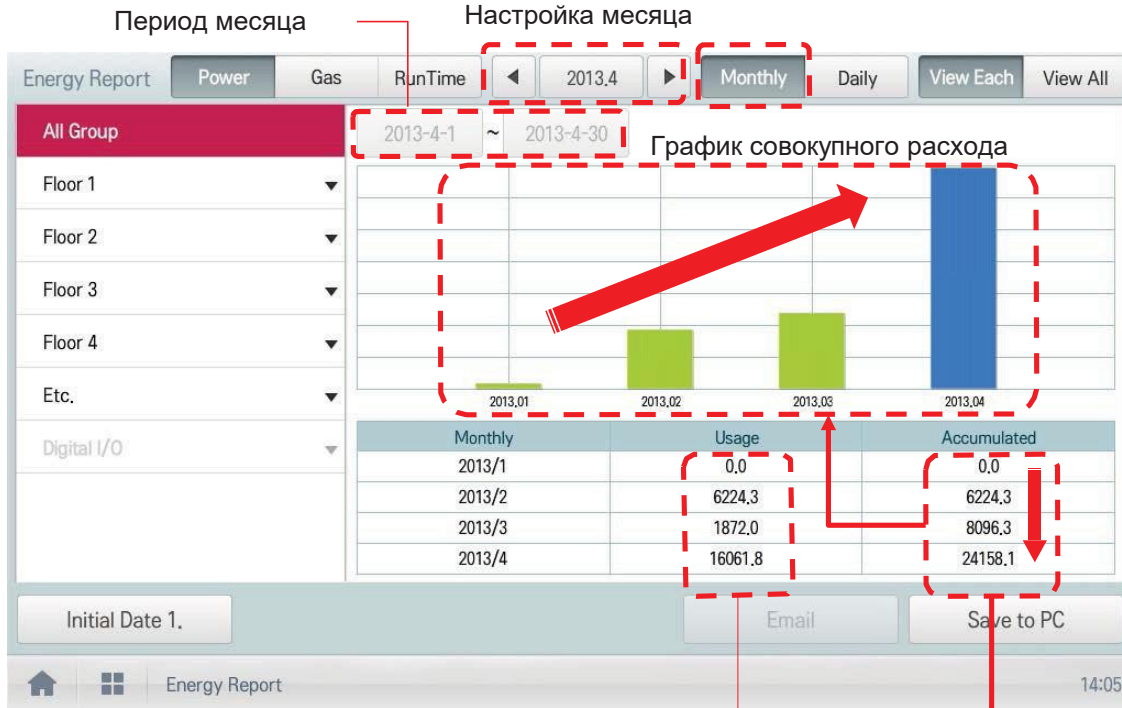 Период месяца
Настройка месяца
Energy Report Power Gas RunTime 2013.4 Monthly Daily View Each View All
All Group
2013-4-1 ~ 2013-4-30
График совокупного расхода
Floor 1
Floor 2
Floor 3
Floor 4
Etc.
Digital I/O
2013.01 2013.02 2013.03 2013.04
Monthly Usage Accumulated
2013/1 0.0 0.0
2013/2 6224.3 6224.3
2013/3 1872.0 8096.3
2013/4 16061.8 24158.1
Initial Date 1. Email Save to PC
Energy Report 14:05